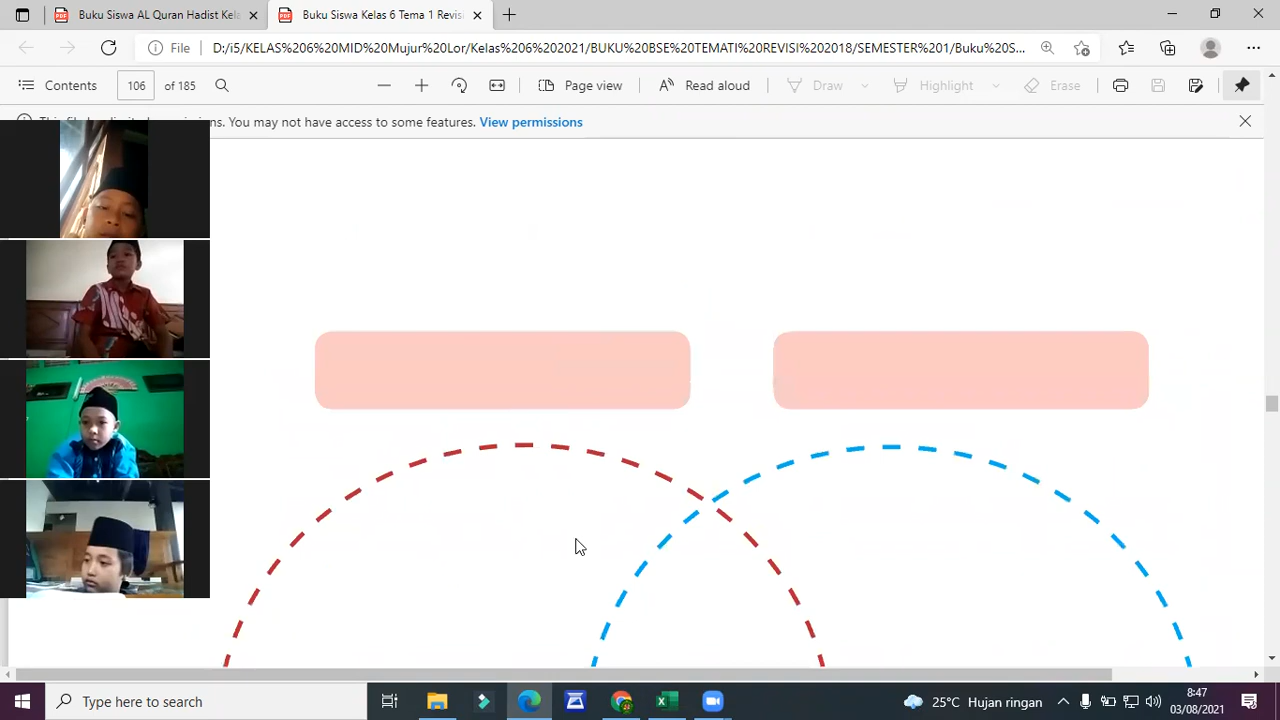 Buku Siswa AL Quran Hadist Kela
Buku Siswa Kelas 6 Tema 1 Revis
File
D:/i5/KELAS%206%20MID%20Mujur%20Lor/Kelas%206%202021/BUKU%20BSE%20TEMATI%20REVISI%202018/SEMESTER%201/Buku%20S...
Contents
106 of 185
Page view
Read aloud
Draw
Highlight
Erase
ns. You may not have access to some features. View permissions
Type here to search
25°C Hujan ringan
8:47
03/08/2021